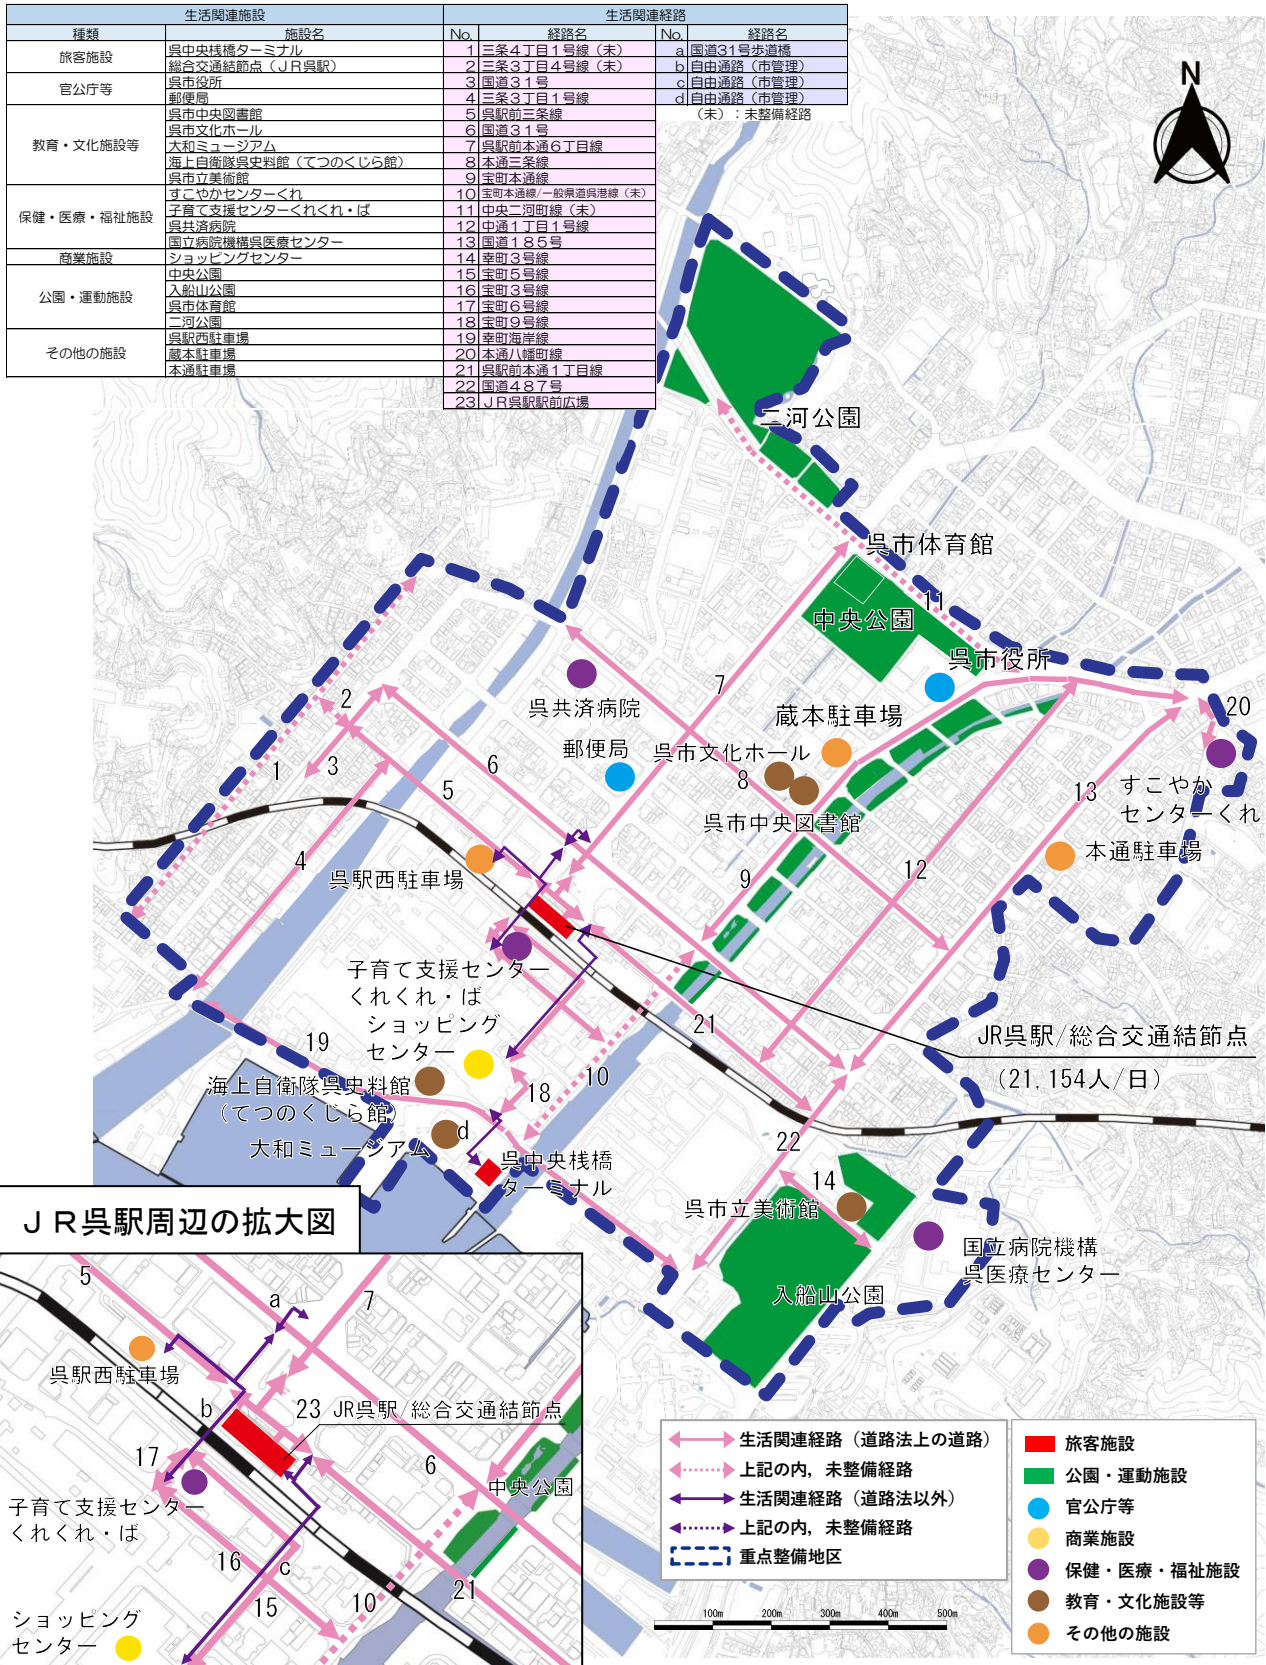 生活関連施設 生活関連経路
種類 施設名 No. 経路名 No. 経路名
旅客施設 呉中央桟橋ターミナル 1 三条4丁目1号線（未） a 国道31号歩道橋
総合交通結節点（JR呉駅） 2 三条3丁目4号線（未） b 自由通路（市管理）
官公庁等 呉市役所 3 国道31号 c 自由通路（市管理）
郵便局 4 三条3丁目1号線 d 自由通路（市管理）
教育・文化施設等 呉市中央図書館 5 呉駅前三条線 （未）：未整備経路
呉市文化ホール 6 国道31号
大和ミュージアム 7 呉駅前本通6丁目線
海上自衛隊呉史料館（てつのくじら館） 8 本通三条線
呉市立美術館 9 宝町本通線
保健・医療・福祉施設 すこやかセンターくれ 10 宝町本通線/一般県道呉港線（未）
子育て支援センターくれくれ・ば 11 中央二河町線（未）
呉共済病院 12 中通1丁目1号線
国立病院機構呉医療センター 13 国道185号
商業施設 ショッピングセンター 14 幸町3号線
公園・運動施設 中央公園 15 宝町5号線
入船山公園 16 宝町3号線
呉市体育館 17 宝町6号線
二河公園 18 宝町9号線
その他の施設 呉駅西駐車場 19 幸町海岸線
蔵本駐車場 20 本通八幡町線
本通駐車場 21 呉駅前本通1丁目線
22 国道487号
23 JR呉駅駅前広場
N
二河公園
呉市体育館
11
中央公園
呉市役所
7
2
呉共済病院
蔵本駐車場
20
郵便局
呉市文化ホール
1
3
6
5
8
13
すこやか
センターくれ
呉市中央図書館
本通駐車場
4
呉駅西駐車場
9
12
子育て支援センター
くれくれ・ば
ショッピング
センター
21
JR呉駅/総合交通結節点
(21,154人/日)
19
10
18
海上自衛隊呉史料館
（てつのくじら館）
d
大和ミュージアム
22
呉中央桟橋
ターミナル
14
呉市立美術館
国立病院機構
呉医療センター
入船山公園
JR呉駅周辺の拡大図
5
a
7
呉駅西駐車場
b
23 JR呉駅/総合交通結節点
17
6
中央公園
子育て支援センター
くれくれ・ば
16
c
15
10
21
ショッピング
センター
生活関連経路（道路法上の道路）
上記の内，未整備経路
生活関連経路（道路法以外）
上記の内，未整備経路
重点整備地区
100m 200m 300m 400m 500m
旅客施設
公園・運動施設
官公庁等
商業施設
保健・医療・福祉施設
教育・文化施設等
その他の施設